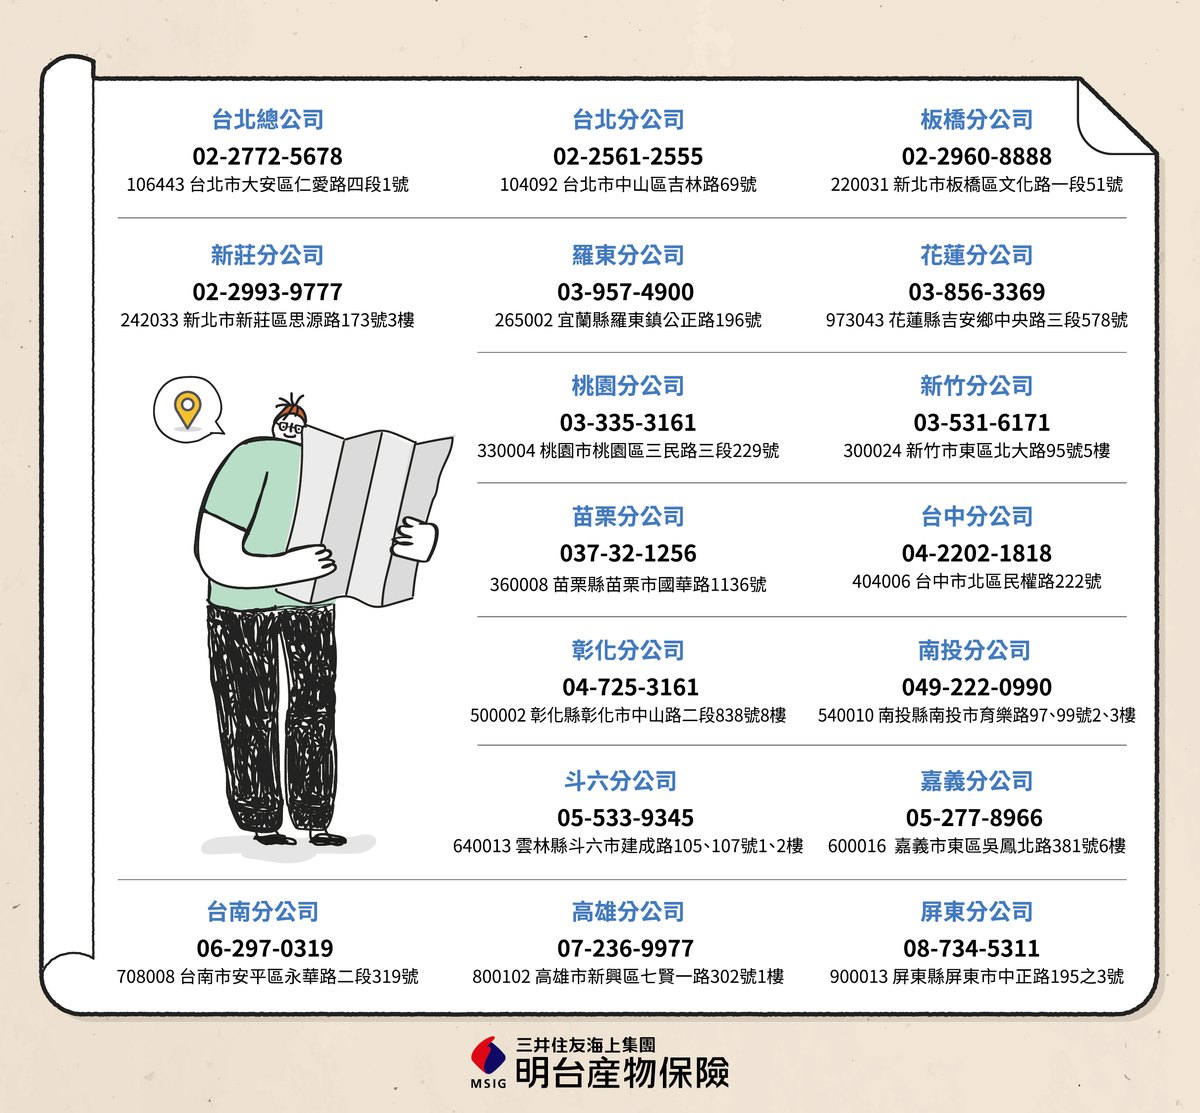 台北總公司
02-2772-5678
106443 台北市大安區仁愛路四段1號
台北分公司
02-2561-2555
104092 台北市中山區吉林路69號
板橋分公司
02-2960-8888
220031 新北市板橋區文化路一段51號
新莊分公司
02-2993-9777
242033 新北市新莊區思源路173號3樓
羅東分公司
03-957-4900
265002 宜蘭縣羅東鎮公正路196號
花蓮分公司
03-856-3369
973043 花蓮縣吉安鄉中央路三段578號
桃園分公司
03-335-3161
330004 桃園市桃園區三民路三段229號
新竹分公司
03-531-6171
300024 新竹市東區北大路95號5樓
苗栗分公司
037-32-1256
360008 苗栗縣苗栗市國華路1136號
台中分公司
04-2202-1818
404006 台中市北區民權路222號
彰化分公司
04-725-3161
500002 彰化縣彰化市中山路二段838號8樓
南投分公司
049-222-0990
540010 南投縣南投市育樂路97、99號2、3樓
斗六分公司
05-533-9345
640013 雲林縣斗六市建成路105、107號1、2樓
嘉義分公司
05-277-8966
600016 嘉義市東區吳鳳北路381號6樓
台南分公司
06-297-0319
708008 台南市安平區永華路二段319號
高雄分公司
07-236-9977
800102 高雄市新興區七賢一路302號1樓
屏東分公司
08-734-5311
900013 屏東縣屏東市中正路195之3號
三井住友海上集團
MSIG 明台產物保險